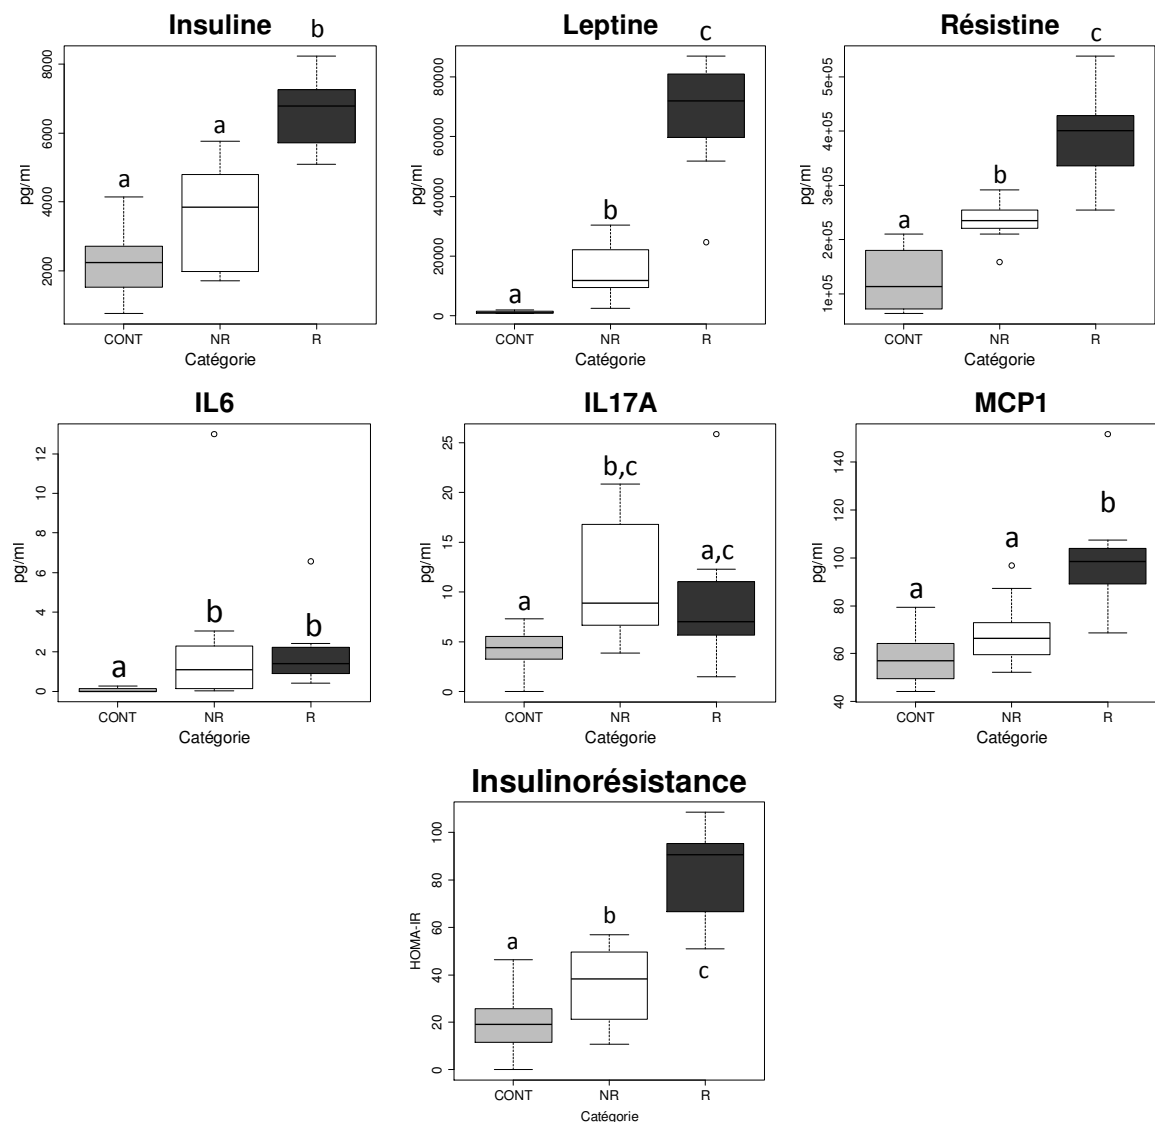 Insuline
b
a
a
pg/ml
8000
6000
4000
2000
CONT
NR
R
Catégorie
Leptine
c
b
a
pg/ml
80000
60000
40000
20000
0
CONT
NR
R
Catégorie
Résistine
c
b
a
pg/ml
5e+05
4e+05
3e+05
2e+05
1e+05
CONT
NR
R
Catégorie
IL6
b
b
a
pg/ml
12
10
8
6
4
2
0
CONT
NR
R
Catégorie
IL17A
b,c
a,c
a
pg/ml
25
20
15
10
5
0
CONT
NR
R
Catégorie
MCP1
b
a
a
pg/ml
140
120
100
80
60
40
CONT
NR
R
Catégorie
Insulinorésistance
b
a
c
HOMA-IR
100
80
60
40
20
0
CONT
NR
R
Catégorie